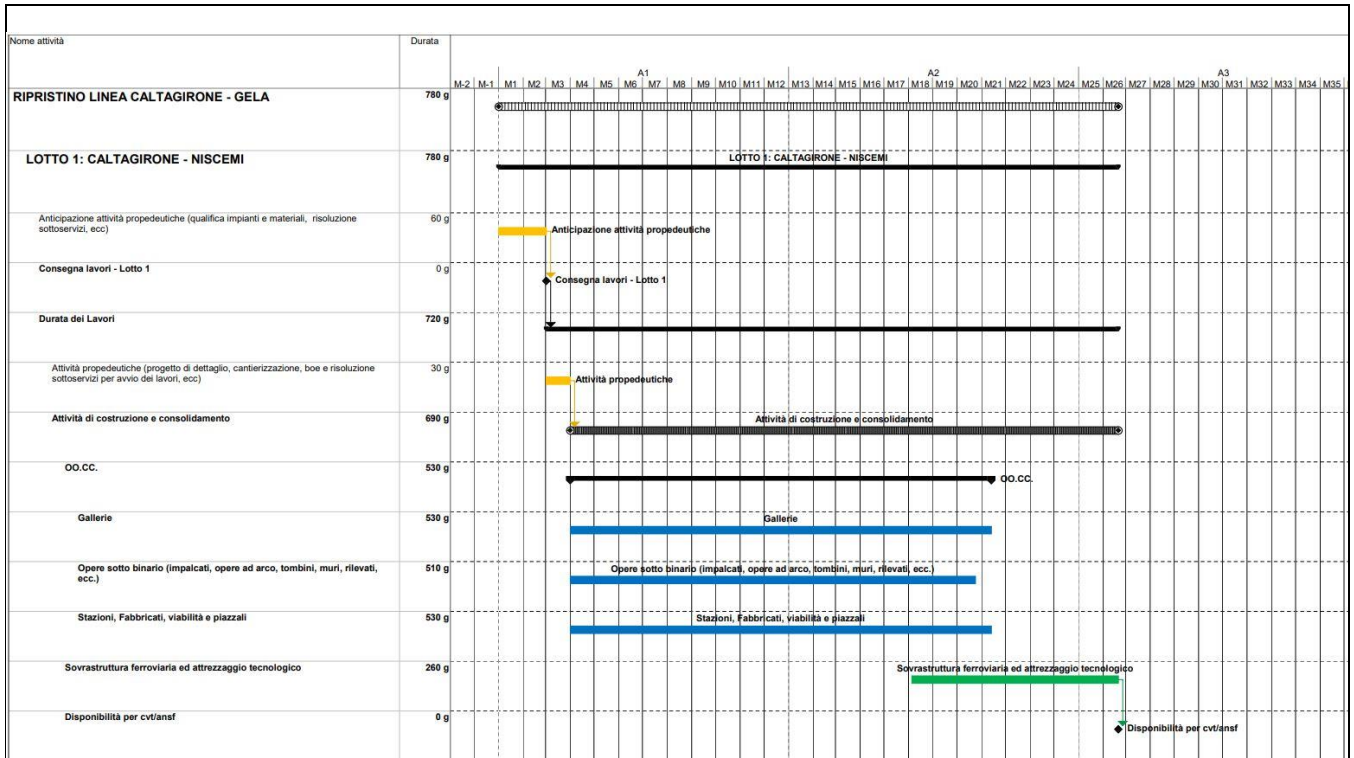 Nome attività Durata
A1 A2 A3
M-2 M-1 M1 M2 M3 M4 M5 M6 M7 M8 M9 M10 M11 M12 M13 M14 M15 M16 M17 M18 M19 M20 M21 M22 M23 M24 M25 M26 M27 M28 M29 M30 M31 M32 M33 M34 M35
RIPRISTINO LINEA CALTAGIRONE - GELA 780 g
LOTTO 1: CALTAGIRONE - NISCEMI 780 g LOTTO 1: CALTAGIRONE - NISCEMI
Anticipazione attività propedeutiche (qualifica impianti e materiali, risoluzione 60 g
sottoservizi, ecc)
Anticipazione attività propedeutiche
Consegna lavori - Lotto 1 0 g
Consegna lavori - Lotto 1
Durata dei Lavori 720 g
Attività propedeutiche (progetto di dettaglio, cantierizzazione, boe e risoluzione 30 g
sottoservizi per avvio dei lavori, ecc)
Attività propedeutiche
Attività di costruzione e consolidamento 690 g Attività di costruzione e consolidamento
OO.CC. 530 g
OO.CC.
Gallerie 530 g Gallerie
Opere sotto binario (impalcati, opere ad arco, tombini, muri, rilevati, 510 g Opere sotto binario (impalcati, opere ad arco, tombini, muri, rilevati, ecc.)
ecc.)
Stazioni, Fabbricati, viabilità e piazzali 530 g Stazioni, Fabbricati, viabilità e piazzali
Sovrastruttura ferroviaria ed attrezzaggio tecnologico 260 g Sovrastruttura ferroviaria ed attrezzaggio tecnologico
Disponibilità per cvt/ansf 0 g
Disponibilità per cvt/ansf